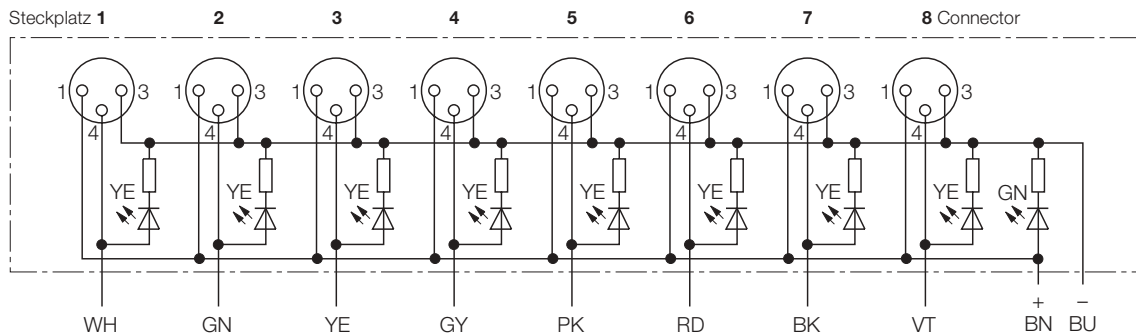 Steckplatz 1 2 3 4 5 6 7 8 Connector
1 3 1 3 1 3 1 3 1 3 1 3 1 3 1 3
4 4 4 4 4 4 4 4
YE YE YE YE YE YE YE YE GN
+ −
WH GN YE GY PK RD BK VT BN BU